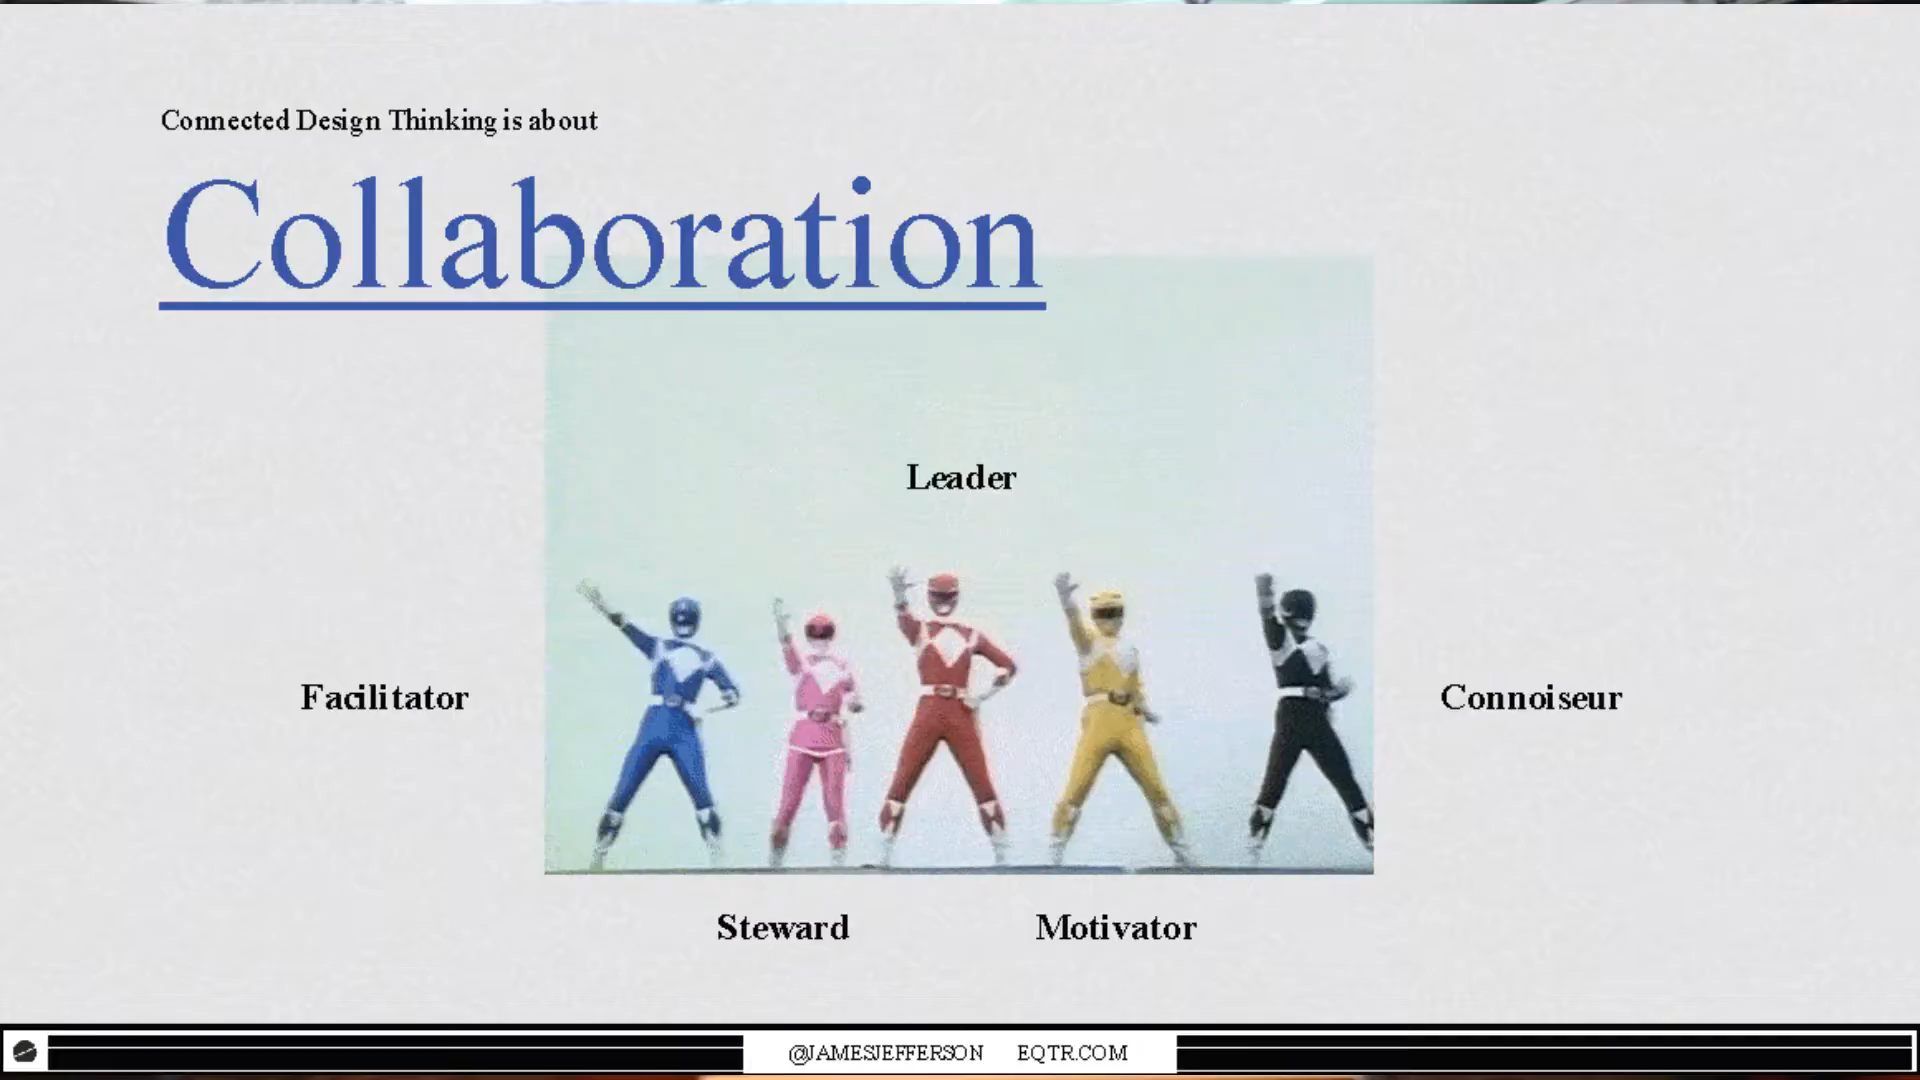 Connected Design Thinking is about
Collaboration
Leader
Facilitator
Connoiseur
Steward
Motivator
@JAMESJEFFERSON EQTR.COM